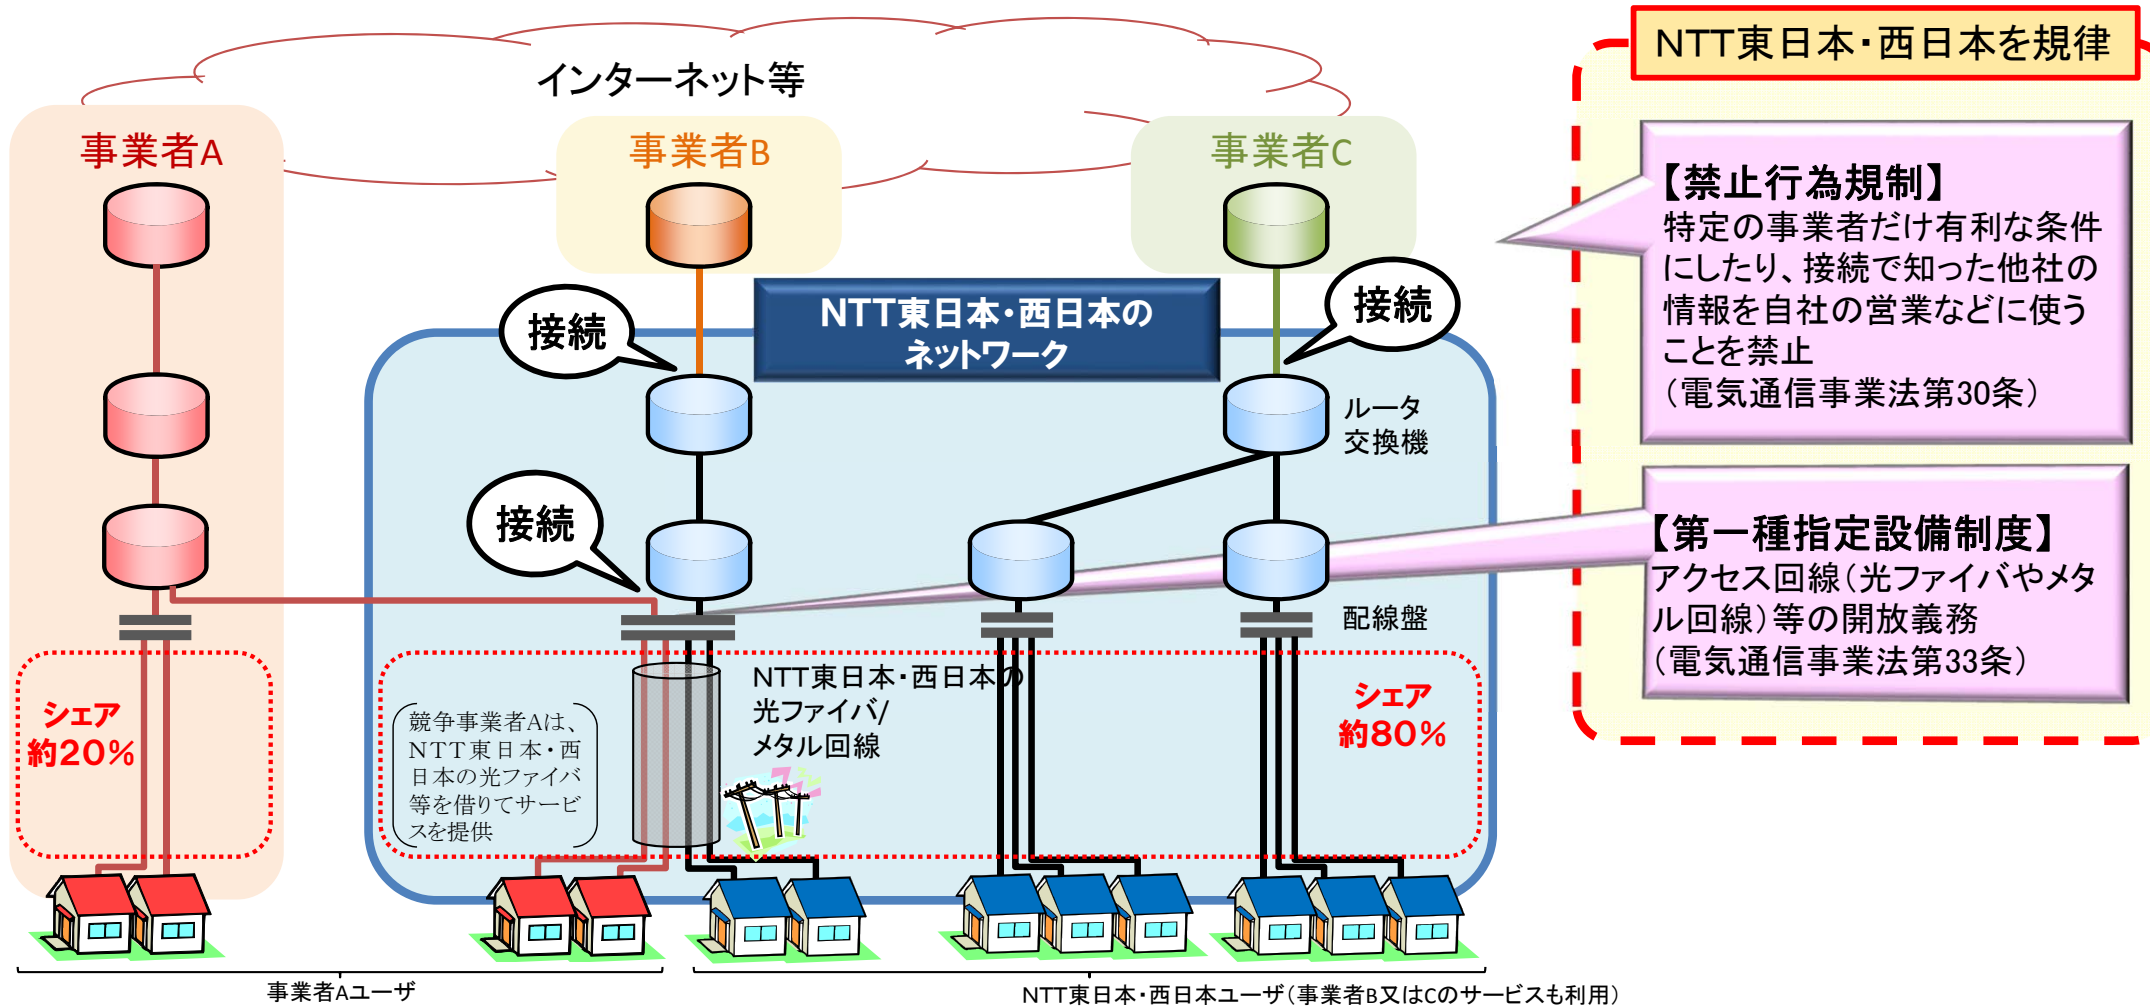 インターネット等
事業者A
事業者B
事業者C
接続
NTT東日本・西日本の
ネットワーク
接続
ルータ
交換機
接続
配線盤
シェア
約20%
競争事業者Aは、
NTT東日本・西
日本の光ファイバ
等を借りてサービ
スを提供
NTT東日本・西日本の
光ファイバ/
メタル回線
シェア
約80%
事業者Aユーザ
NTT東日本・西日本ユーザ(事業者B又はCのサービスも利用)
NTT東日本・西日本を規律
【禁止行為規制】
特定の事業者だけ有利な条件
にしたり、接続で知った他社の
情報を自社の営業などに使う
ことを禁止
(電気通信事業法第30条)
【第一種指定設備制度】
アクセス回線(光ファイバやメタ
ル回線)等の開放義務
(電気通信事業法第33条)